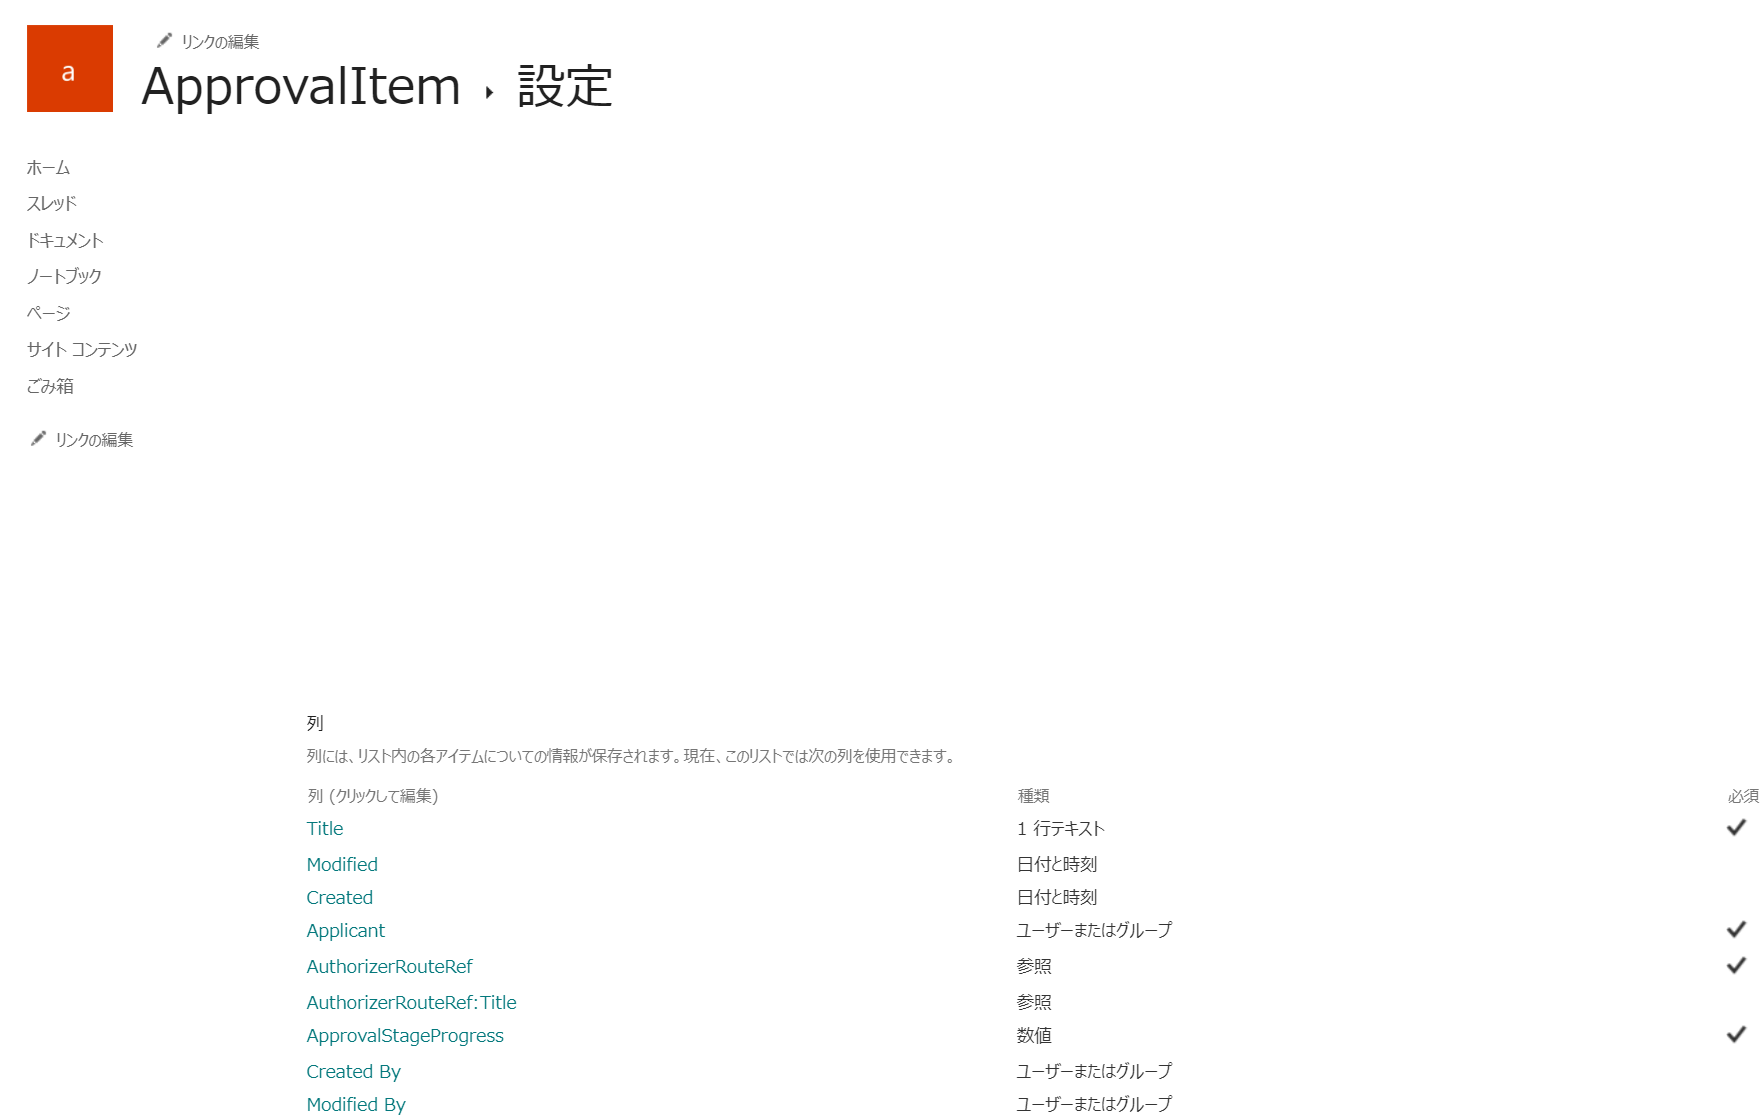 a
リンクの編集
ApprovalItem ▸ 設定
ホーム
スレッド
ドキュメント
ノートブック
ページ
サイト コンテンツ
ごみ箱
リンクの編集
列
列には、リスト内の各アイテムについての情報が保存されます。現在、このリストでは次の列を使用できます。
列 (クリックして編集) 種類 必須
Title 1 行テキスト ✓
Modified 日付と時刻
Created 日付と時刻
Applicant ユーザーまたはグループ ✓
AuthorizerRouteRef 参照 ✓
AuthorizerRouteRef:Title 参照
ApprovalStageProgress 数値 ✓
Created By ユーザーまたはグループ
Modified By ユーザーまたはグループ